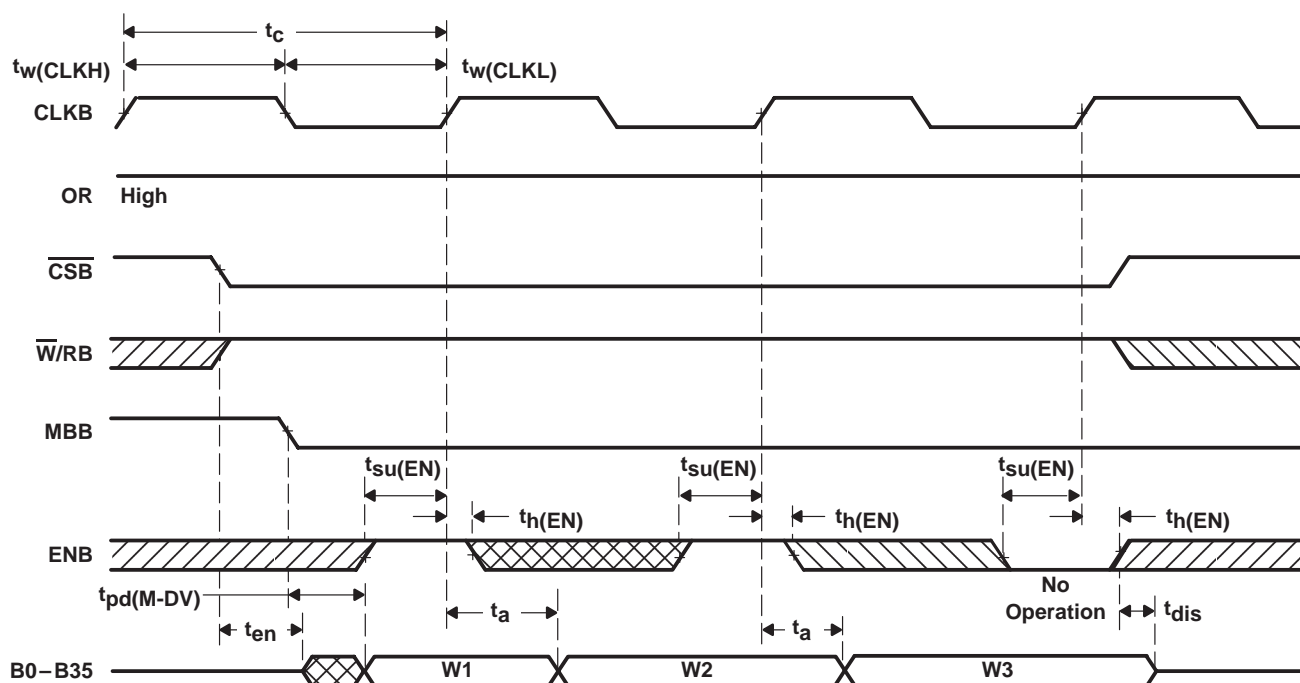 tc
tw(CLKH) tw(CLKL)
CLKB
OR High
CSB
W/RB
MBB
tsu(EN) tsu(EN) tsu(EN)
th(EN) th(EN) th(EN)
ENB
No
Operation
tpd(M-DV) ta tdis
ten ta
B0–B35 W1 W2 W3